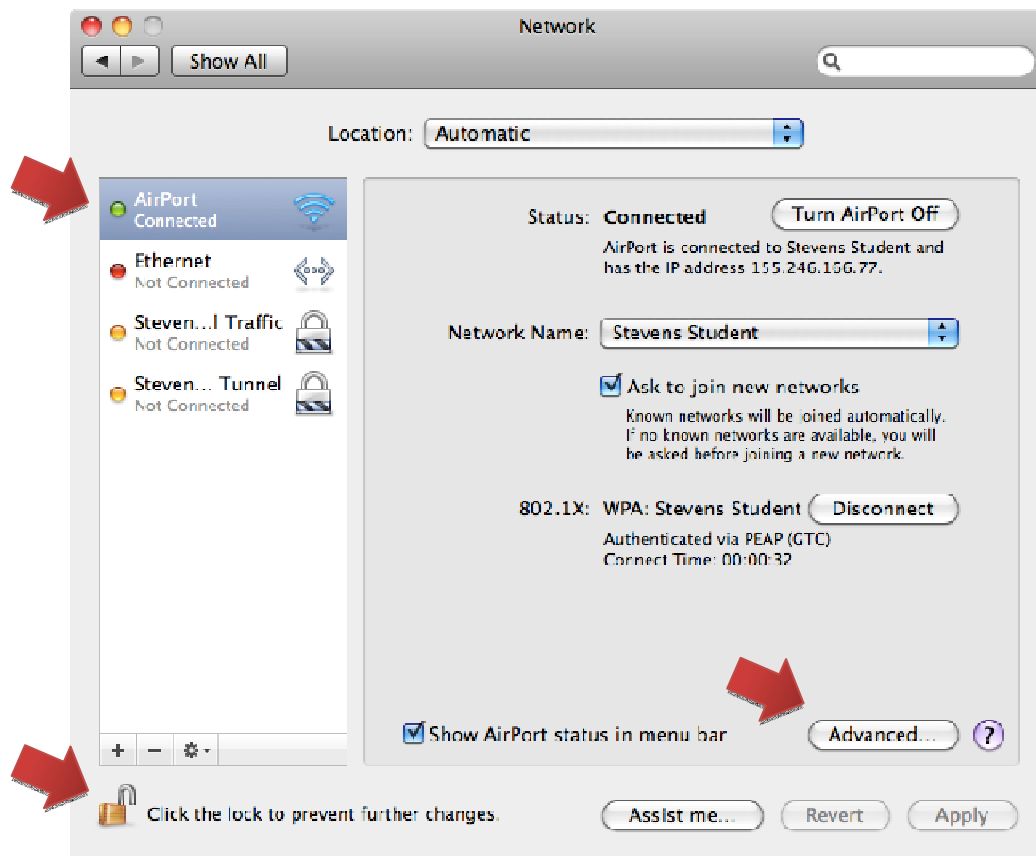 Network
Show All
Location: Automatic
AirPort
Connected
Ethernet
Not Connected
Steven...l Traffic
Not Connected
Steven... Tunnel
Not Connected
Status: Connected
Turn AirPort Off
AirPort is connected to Stevens Student and
has the IP address 155.246.166.77.
Network Name: Stevens Student
Ask to join new networks
Known networks will be joined automatically.
If no known networks are available, you will
be asked before joining a new network.
802.1X: WPA: Stevens Student
Disconnect
Authenticated via PEAP (GTC)
Connect Time: 00:00:32
Show AirPort status in menu bar
Advanced...
?
+ −
Click the lock to prevent further changes.
Assist me...
Revert
Apply